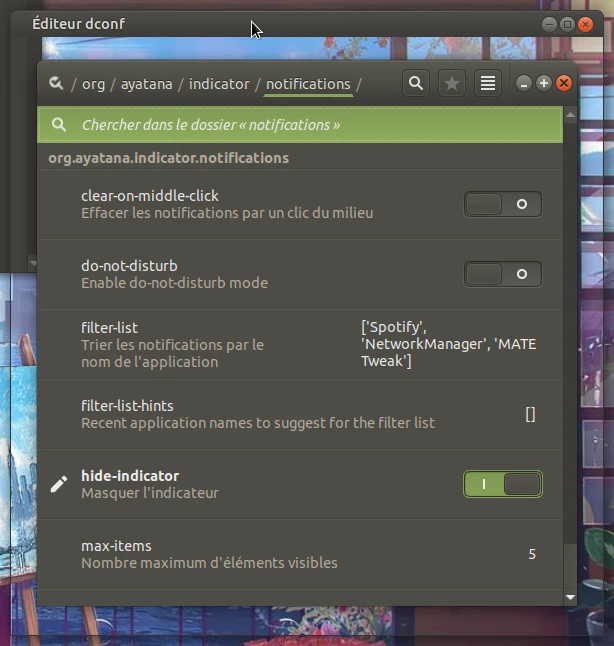 Éditeur dconf
/ org / ayatana / indicator / notifications /
Chercher dans le dossier « notifications »
org.ayatana.indicator.notifications
clear-on-middle-click
Effacer les notifications par un clic du milieu
do-not-disturb
Enable do-not-disturb mode
filter-list
Trier les notifications par le
nom de l'application
['Spotify',
'NetworkManager', 'MATE
Tweak']
filter-list-hints
Recent application names to suggest for the filter list
[]
hide-indicator
Masquer l'indicateur
max-items
Nombre maximum d'éléments visibles
5